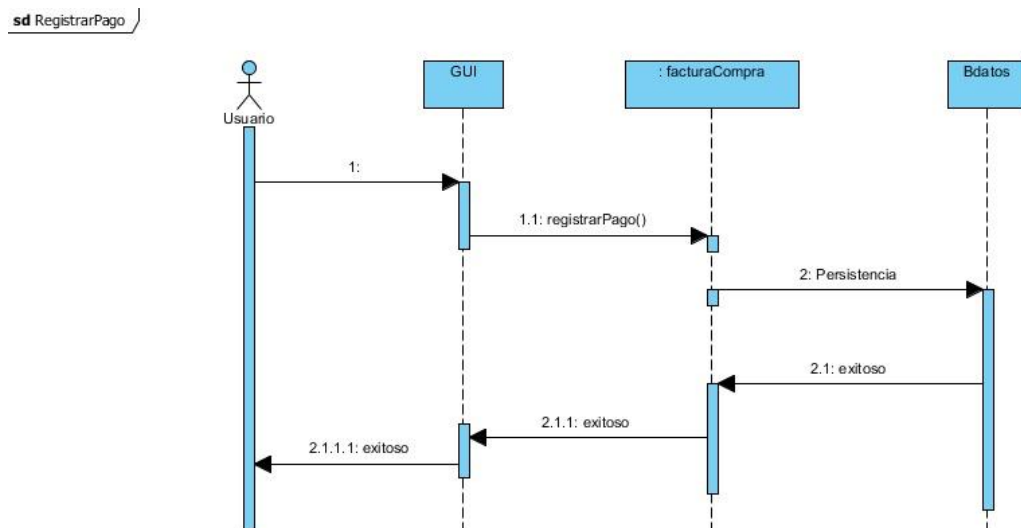 sd RegistrarPago
GUI
: facturaCompra
Bdatos
Usuario
1:
1.1: registrarPago()
2: Persistencia
2.1: exitoso
2.1.1: exitoso
2.1.1.1: exitoso